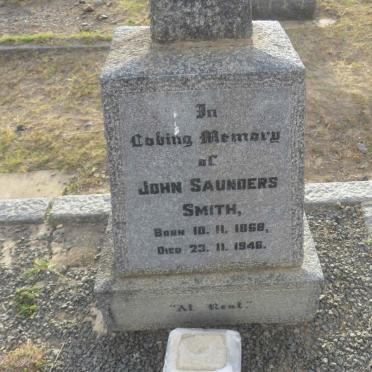 In
Loving Memory
of
JOHN SAUNDERS
SMITH,
BORN 10. 11. 1868,
DIED 23. 11. 1946.
"At Rest"